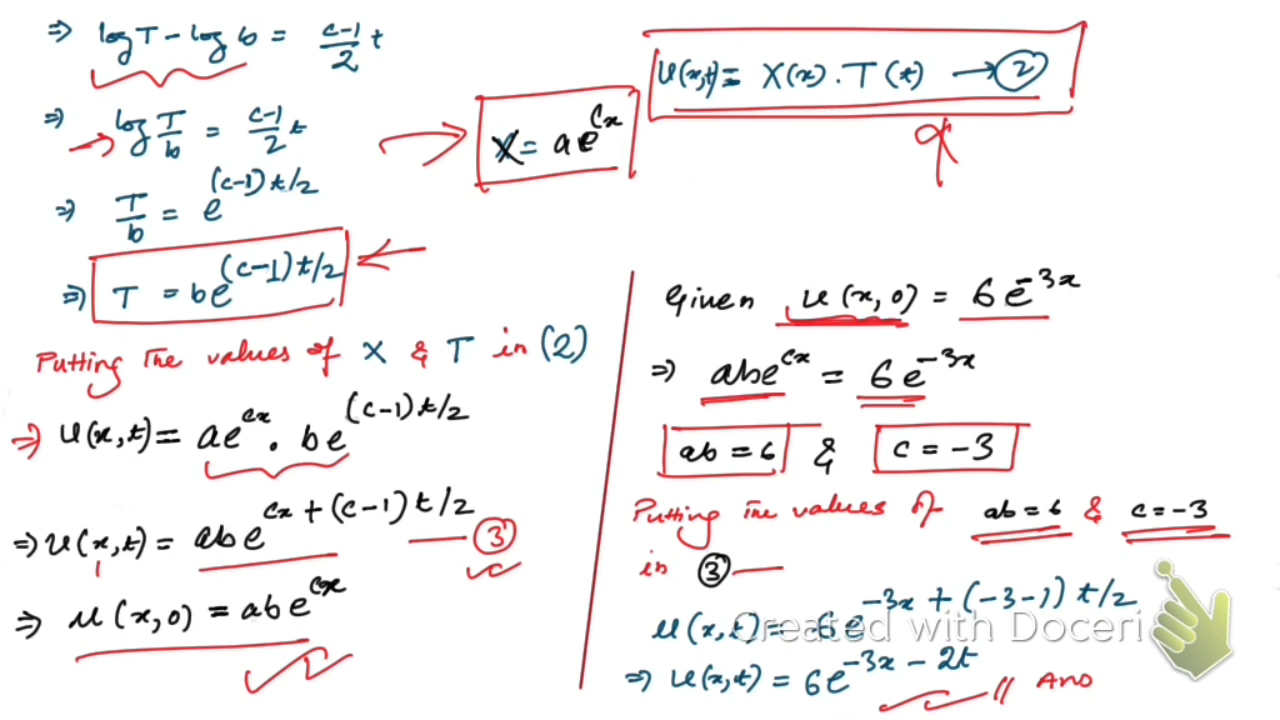 ⇒ log T − log b = (c−1)/2 t
⇒ log T/b = (c−1)/2 t
⇒ T/b = e^(c−1)t/2
⇒ T = be^(c−1)t/2
Putting The values of X & T in (2)
⇒ u(x,t) = ae^cx . be^(c−1)t/2
⇒ u(x,t) = abe^cx + (c−1)t/2 — 3
⇒ u(x,0) = abe^cx
X = ae^cx
u(x,t) = X(x) . T(t) → 2
Given u(x,0) = 6e^−3x
⇒ abe^cx = 6e^−3x
ab = 6 & c = −3
Putting The values of ab = 6 & c = −3
in 3 —
u(x,t) = 6e^−3x + (−3−1)t/2
Created with Doceri
⇒ u(x,t) = 6e^−3x − 2t // Ans